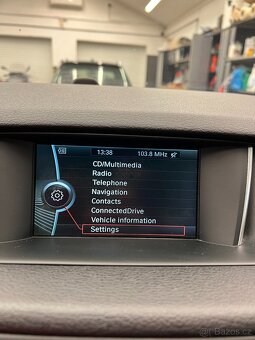 13:38 103.8 MHz
CD/Multimedia
Radio
Telephone
Navigation
Contacts
ConnectedDrive
Vehicle information
Settings
Bazos.cz